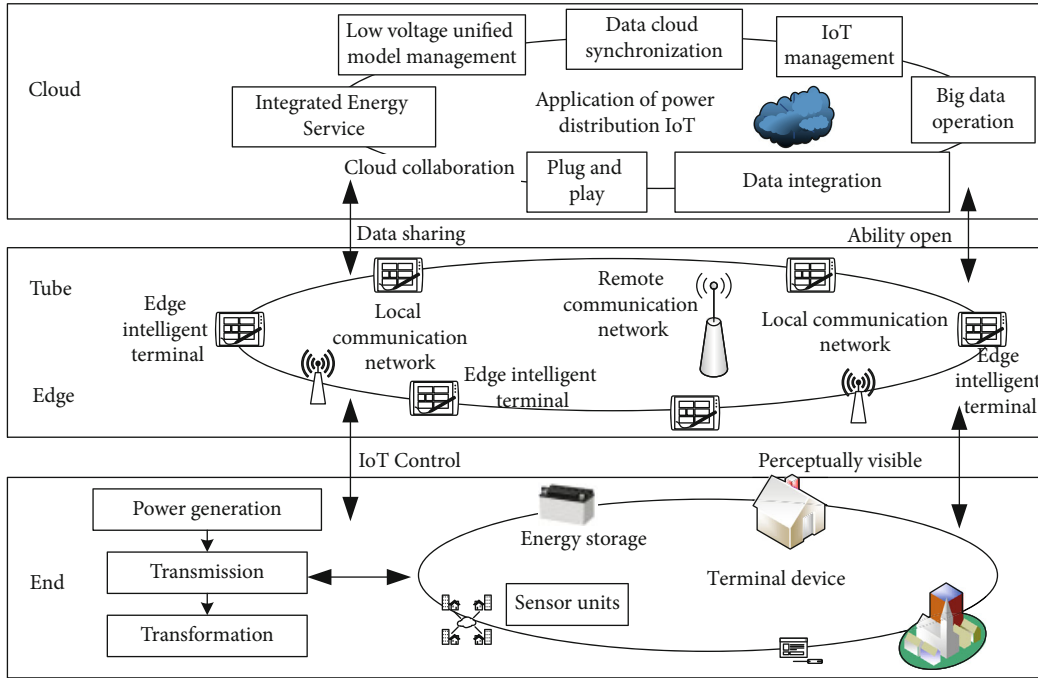 Cloud
Low voltage unified
model management
Data cloud
synchronization
IoT
management
Integrated Energy
Service
Application of power
distribution IoT
Big data
operation
Cloud collaboration
Plug and
play
Data integration
Data sharing
Ability open
Tube
Edge
Edge
intelligent
terminal
Local
communication
network
Remote
communication
network
Local communication
network
Edge intelligent
terminal
Edge
intelligent
terminal
IoT Control
Perceptually visible
End
Power generation
Transmission
Transformation
Energy storage
Sensor units
Terminal device